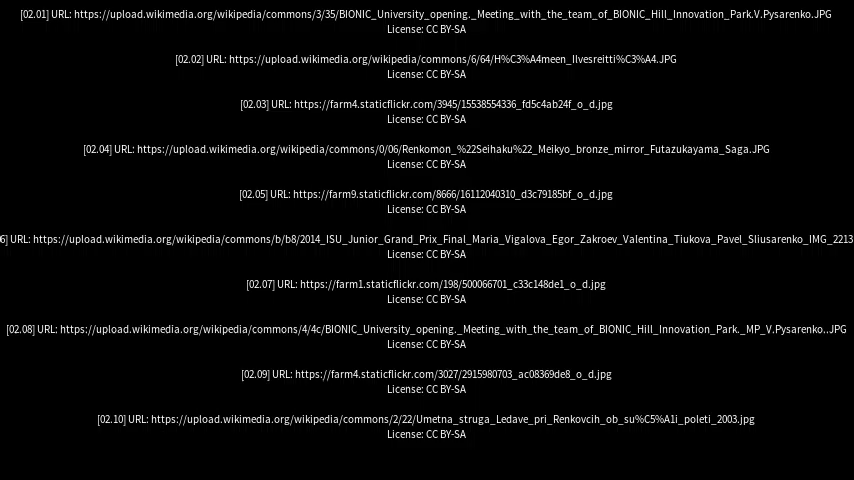 [02.01] URL: https://upload.wikimedia.org/wikipedia/commons/3/35/BIONIC_University_opening._Meeting_with_the_team_of_BIONIC_Hill_Innovation_Park.V.Pysarenko.JPG
License: CC BY-SA
[02.02] URL: https://upload.wikimedia.org/wikipedia/commons/6/64/H%C3%A4meen_Ilvesreitti%C3%A4.JPG
License: CC BY-SA
[02.03] URL: https://farm4.staticflickr.com/3945/15538554336_fd5c4ab24f_o_d.jpg
License: CC BY-SA
[02.04] URL: https://upload.wikimedia.org/wikipedia/commons/0/06/Renkomon_%22Seihaku%22_Meikyo_bronze_mirror_Futazukayama_Saga.JPG
License: CC BY-SA
[02.05] URL: https://farm9.staticflickr.com/8666/16112040310_d3c79185bf_o_d.jpg
License: CC BY-SA
6] URL: https://upload.wikimedia.org/wikipedia/commons/b/b8/2014_ISU_Junior_Grand_Prix_Final_Maria_Vigalova_Egor_Zakroev_Valentina_Tiukova_Pavel_Sliusarenko_IMG_2213
License: CC BY-SA
[02.07] URL: https://farm1.staticflickr.com/198/500066701_c33c148de1_o_d.jpg
License: CC BY-SA
[02.08] URL: https://upload.wikimedia.org/wikipedia/commons/4/4c/BIONIC_University_opening._Meeting_with_the_team_of_BIONIC_Hill_Innovation_Park._MP_V.Pysarenko..JPG
License: CC BY-SA
[02.09] URL: https://farm4.staticflickr.com/3027/2915980703_ac08369de8_o_d.jpg
License: CC BY-SA
[02.10] URL: https://upload.wikimedia.org/wikipedia/commons/2/22/Umetna_struga_Ledave_pri_Renkovcih_ob_su%C5%A1i_poleti_2003.jpg
License: CC BY-SA